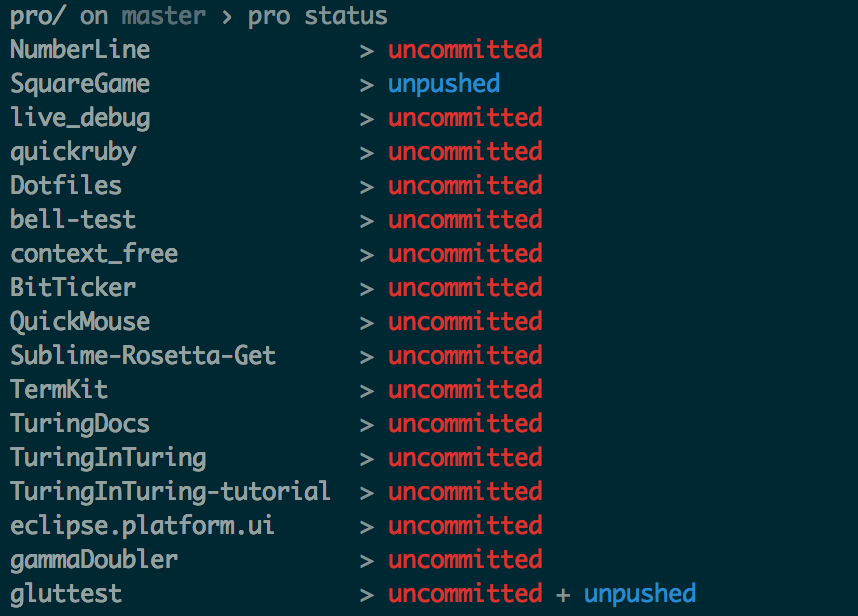 pro/ on master > pro status
NumberLine > uncommitted
SquareGame > unpushed
live_debug > uncommitted
quickruby > uncommitted
Dotfiles > uncommitted
bell-test > uncommitted
context_free > uncommitted
BitTicker > uncommitted
QuickMouse > uncommitted
Sublime-Rosetta-Get > uncommitted
TermKit > uncommitted
TuringDocs > uncommitted
TuringInTuring > uncommitted
TuringInTuring-tutorial > uncommitted
eclipse.platform.ui > uncommitted
gammaDoubler > uncommitted
gluttest > uncommitted + unpushed